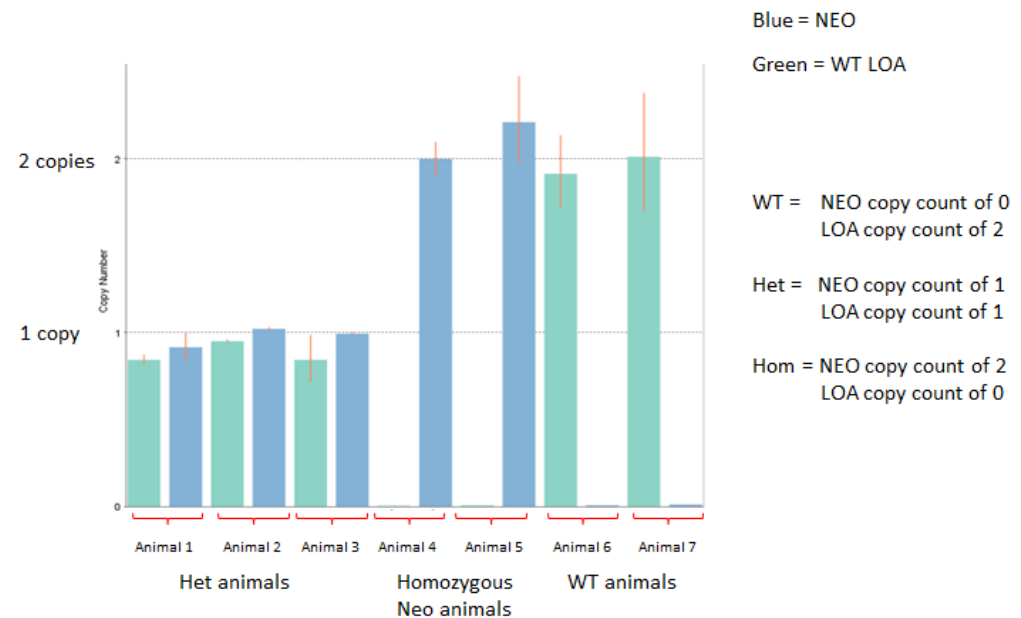 Blue = NEO
Green = WT LOA
2 copies
2
WT = NEO copy count of 0
LOA copy count of 2
Copy Number
Het = NEO copy count of 1
LOA copy count of 1
1 copy
1
Hom = NEO copy count of 2
LOA copy count of 0
0
Animal 1 Animal 2 Animal 3 Animal 4 Animal 5 Animal 6 Animal 7
Het animals Homozygous WT animals
Neo animals